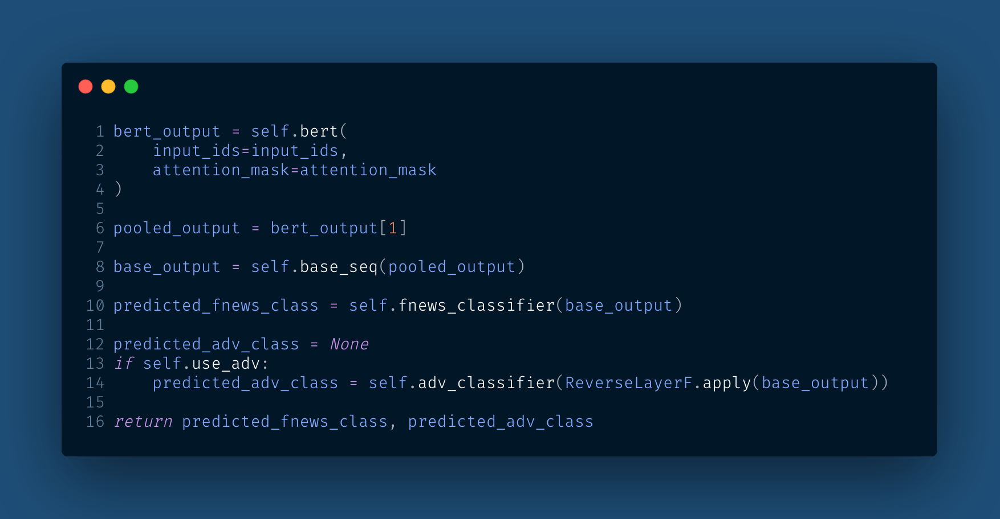 1 bert_output = self.bert(
2     input_ids=input_ids,
3     attention_mask=attention_mask
4 )
5
6 pooled_output = bert_output[1]
7
8 base_output = self.base_seq(pooled_output)
9
10 predicted_fnews_class = self.fnews_classifier(base_output)
11
12 predicted_adv_class = None
13 if self.use_adv:
14     predicted_adv_class = self.adv_classifier(ReverseLayerF.apply(base_output))
15
16 return predicted_fnews_class, predicted_adv_class